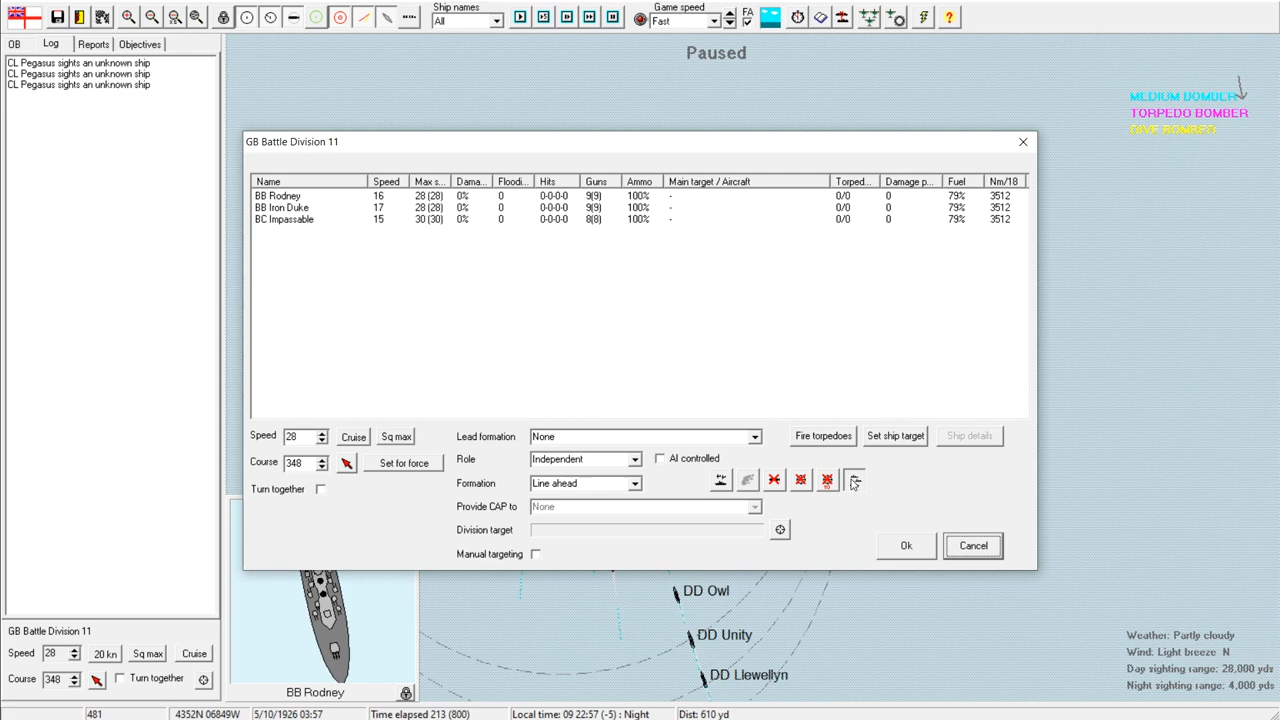 Ship names
All
Game speed
Fast
FA
OB Log Reports Objectives
CL Pegasus sights an unknown ship
CL Pegasus sights an unknown ship
CL Pegasus sights an unknown ship
Paused
MEDIUM BOMBER
TORPEDO BOMBER
DIVE BOMBER
GB Battle Division 11
Name Speed Max s... Dama... Floodi... Hits Guns Ammo Main target / Aircraft Torped... Damage p... Fuel Nm/18
BB Rodney 16 28 (28) 0% 0 0-0-0-0 9(9) 100% - 0/0 0 79% 3512
BB Iron Duke 17 28 (28) 0% 0 0-0-0-0 9(9) 100% - 0/0 0 79% 3512
BC Impassable 15 30 (30) 0% 0 0-0-0-0 8(8) 100% - 0/0 0 79% 3512
Speed 28 Cruise Sq max
Course 348 Set for force
Turn together
Lead formation None
Role Independent AI controlled
Formation Line ahead
Provide CAP to None
Division target
Manual targeting
Fire torpedoes Set ship target Ship details
10
Ok Cancel
DD Owl
DD Unity
DD Llewellyn
BB Rodney
GB Battle Division 11
Speed 28 20 kn Sq max Cruise
Course 348 Turn together
Weather: Partly cloudy
Wind: Light breeze N
Day sighting range: 28,000 yds
Night sighting range: 4,000 yds
481 4352N 06849W 5/10/1926 03:57 Time elapsed 213 (800) Local time: 09 22:57 (-5) : Night Dist: 610 yd